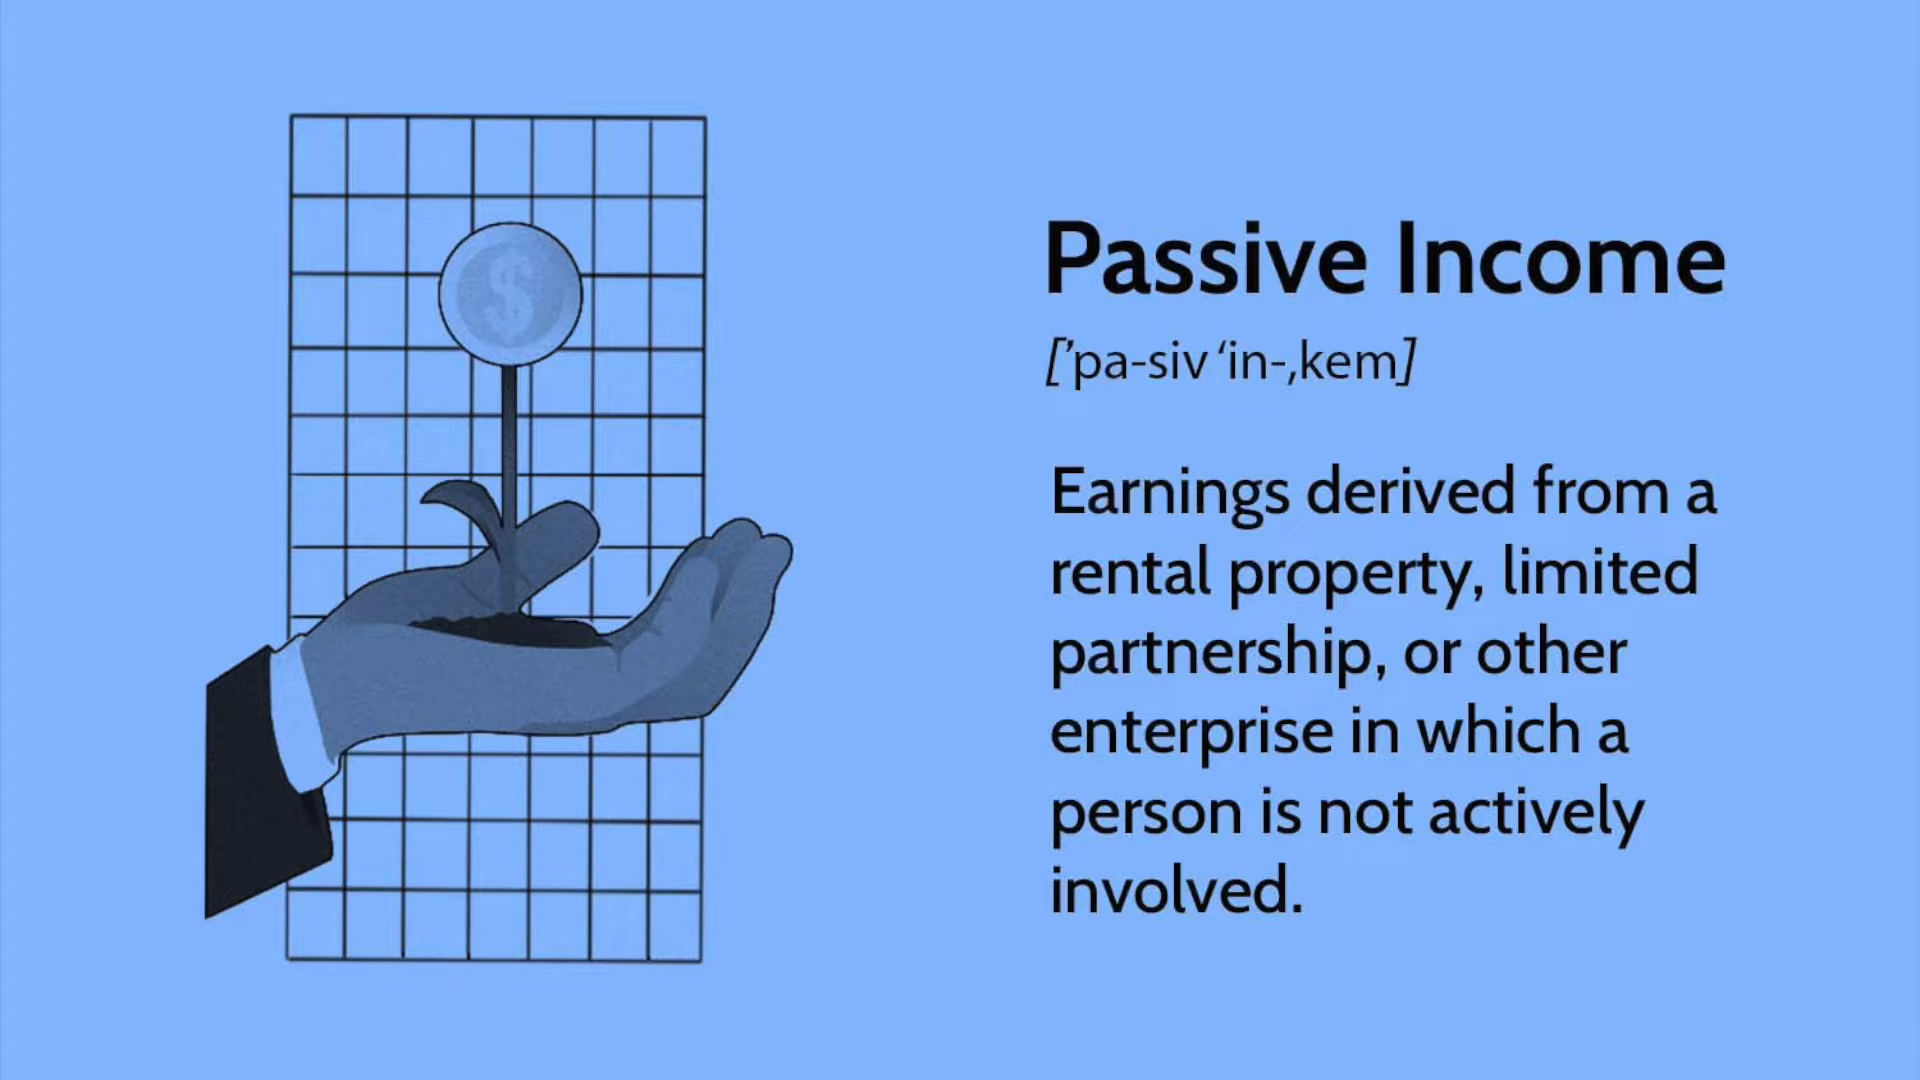 $
Passive Income
['pa-siv ‘in-,kem]
Earnings derived from a
rental property, limited
partnership, or other
enterprise in which a
person is not actively
involved.